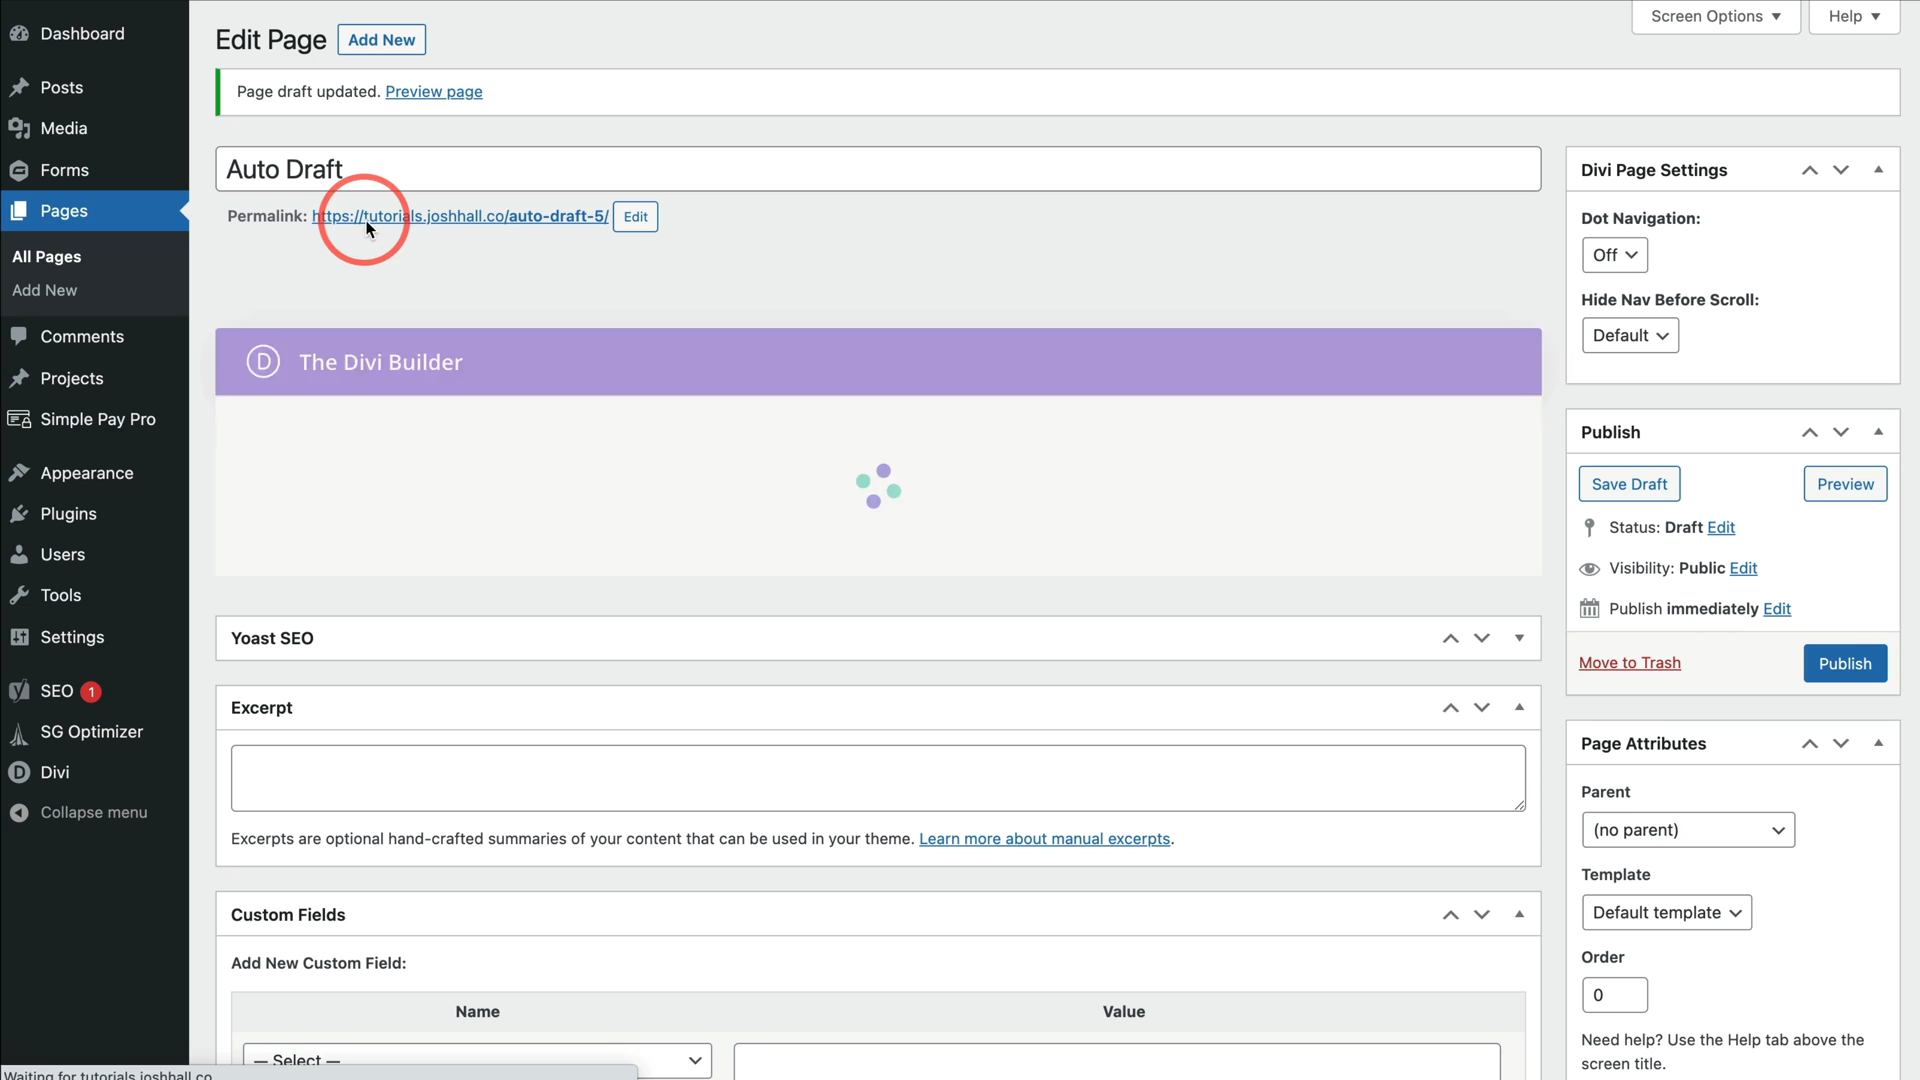 Dashboard
Posts
Media
Forms
Pages
All Pages
Add New
Comments
Projects
Simple Pay Pro
Appearance
Plugins
Users
Tools
Settings
SEO 1
SG Optimizer
Divi
Collapse menu
Screen Options
Help
Edit Page Add New
Page draft updated. Preview page
Auto Draft
Permalink: https://tutorials.joshhall.co/auto-draft-5/ Edit
D The Divi Builder
Yoast SEO
Excerpt
Excerpts are optional hand-crafted summaries of your content that can be used in your theme. Learn more about manual excerpts.
Custom Fields
Add New Custom Field:
Name Value
— Select —
Divi Page Settings
Dot Navigation:
Off
Hide Nav Before Scroll:
Default
Publish
Save Draft Preview
Status: Draft Edit
Visibility: Public Edit
Publish immediately Edit
Move to Trash Publish
Page Attributes
Parent
(no parent)
Template
Default template
Order
0
Need help? Use the Help tab above the
screen title.
Waiting for tutorials.joshhall.co